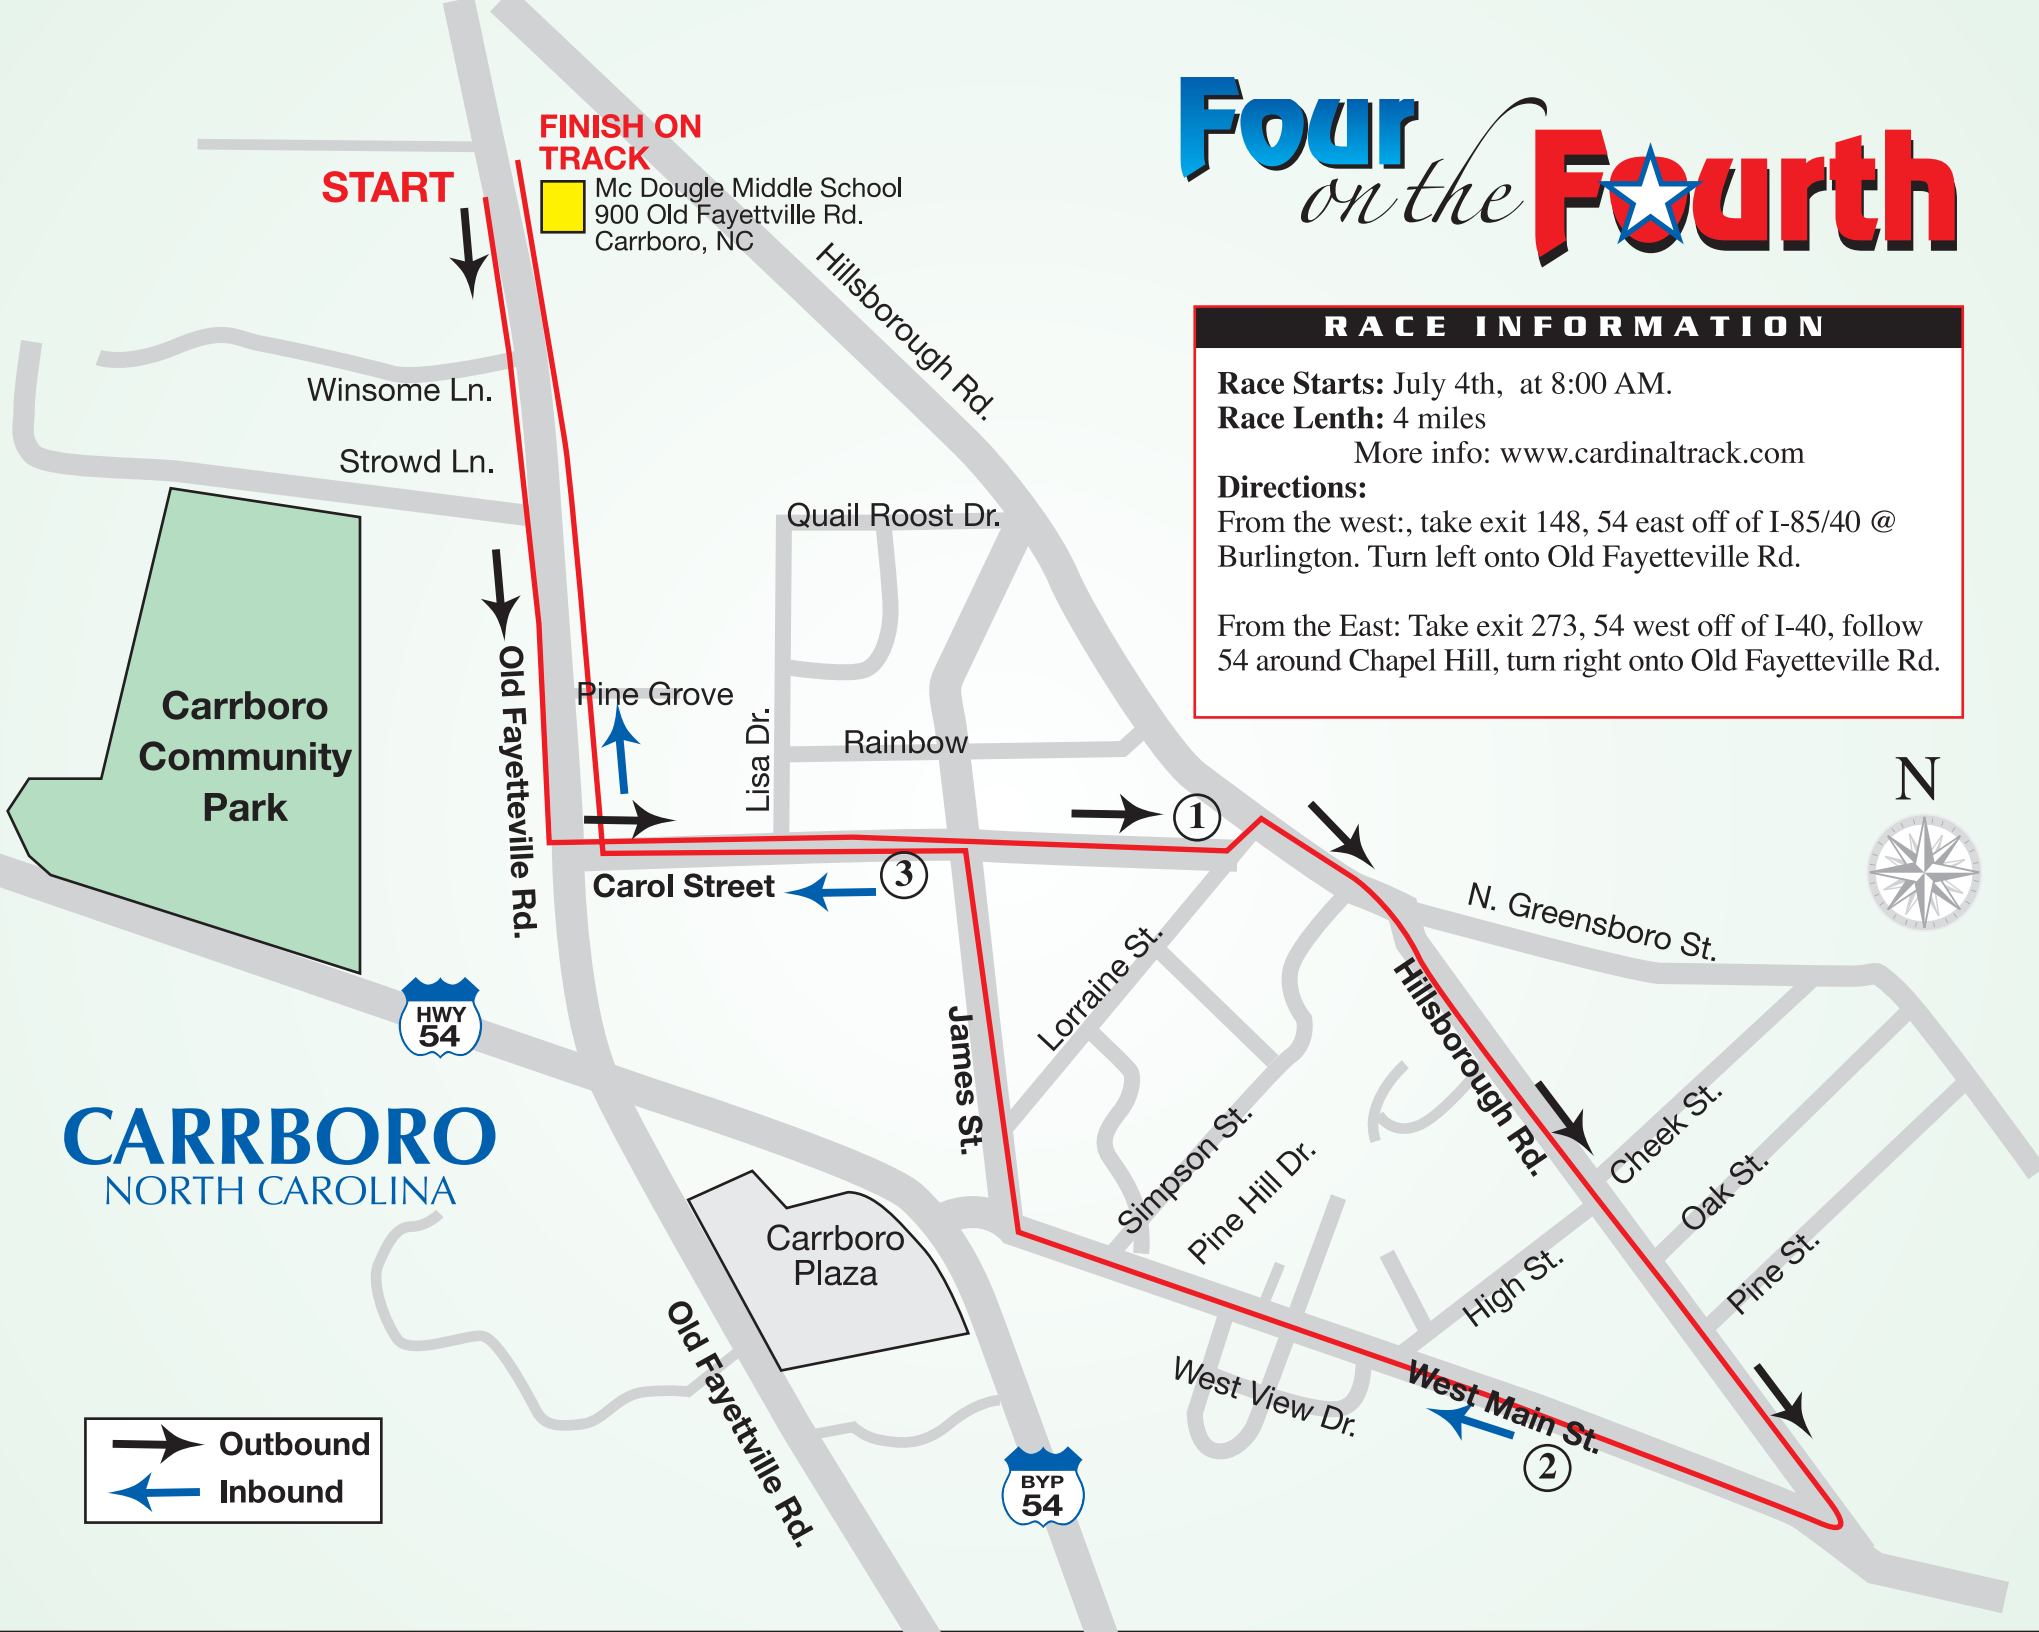 Four
on the
Fourth
FINISH ON
TRACK
START
Mc Dougle Middle School
900 Old Fayettville Rd.
Carrboro, NC
Hillsborough Rd.
RACE INFORMATION
Race Starts: July 4th, at 8:00 AM.
Race Lenth: 4 miles
More info: www.cardinaltrack.com
Directions:
From the west:, take exit 148, 54 east off of I-85/40 @
Burlington. Turn left onto Old Fayetteville Rd.
From the East: Take exit 273, 54 west off of I-40, follow
54 around Chapel Hill, turn right onto Old Fayetteville Rd.
Winsome Ln.
Strowd Ln.
Quail Roost Dr.
Old Fayetteville Rd.
Pine Grove
Lisa Dr.
Rainbow
Carrboro
Community
Park
1
3
Carol Street
N
N. Greensboro St.
Lorraine St.
Hillsborough Rd.
James St.
HWY
54
CARRBORO
NORTH CAROLINA
Simpson St.
Pine Hill Dr.
Cheek St.
Oak St.
Pine St.
High St.
Carrboro
Plaza
Old Fayettville Rd.
West View Dr.
West Main St.
2
BYP
54
Outbound
Inbound